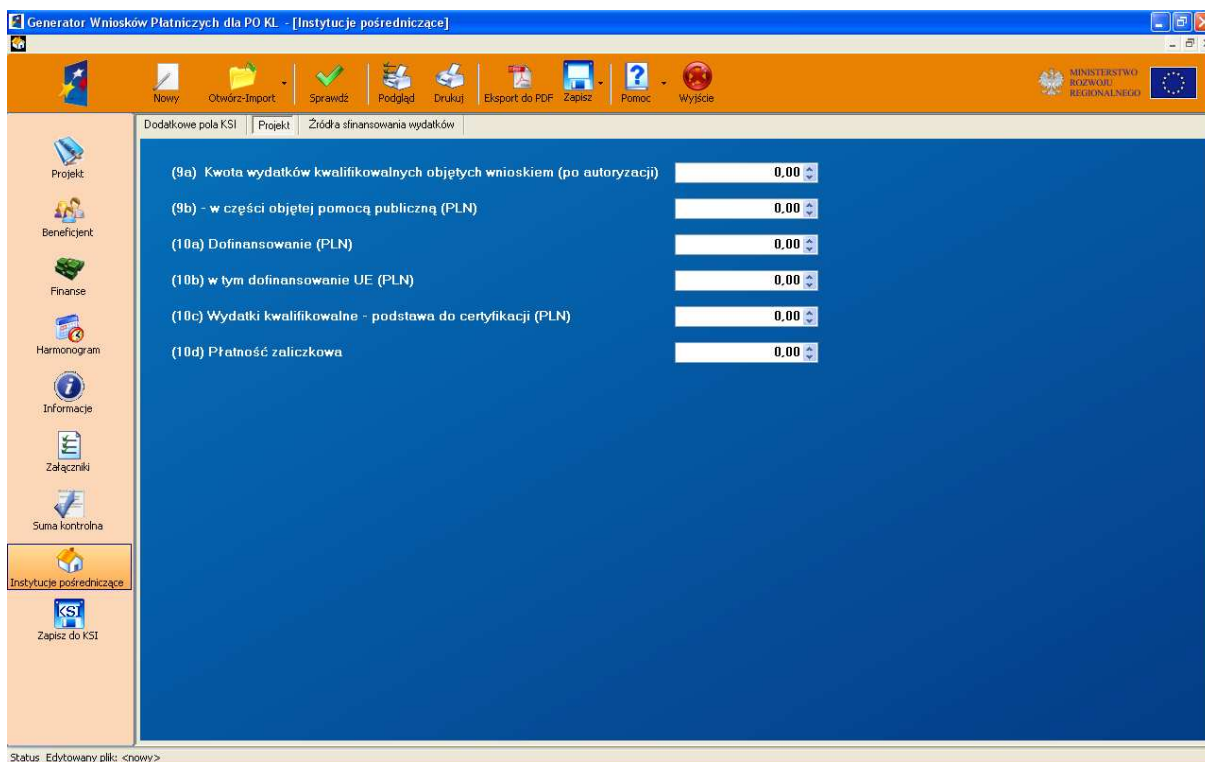 Generator Wniosków Płatniczych dla PO KL - [Instytucje pośredniczące]
Nowy Otwórz-Import Sprawdź Podgląd Drukuj Eksport do PDF Zapisz Pomoc Wyjście
MINISTERSTWO
ROZWOJU
REGIONALNEGO
Dodatkowe pola KSI Projekt Źródła sfinansowania wydatków
Projekt
Beneficjent
Finanse
Harmonogram
Informacje
Załączniki
Suma kontrolna
Instytucje pośredniczące
KSI
Zapisz do KSI
(9a) Kwota wydatków kwalifikowalnych objętych wnioskiem (po autoryzacji) 0,00
(9b) - w części objętej pomocą publiczną (PLN) 0,00
(10a) Dofinansowanie (PLN) 0,00
(10b) w tym dofinansowanie UE (PLN) 0,00
(10c) Wydatki kwalifikowalne - podstawa do certyfikacji (PLN) 0,00
(10d) Płatność zaliczkowa 0,00
Status Edytowany plik: <nowy>